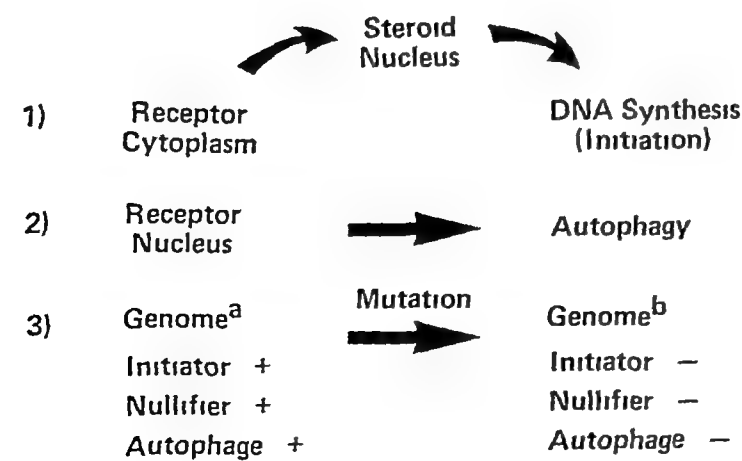 Steroid
Nucleus
1) Receptor DNA Synthesis
Cytoplasm (Initiation)
2) Receptor
Nucleus Autophagy
Mutation
3) Genomeᵃ Genomeᵇ
Initiator + Initiator –
Nullifier + Nullifier –
Autophage + Autophage –